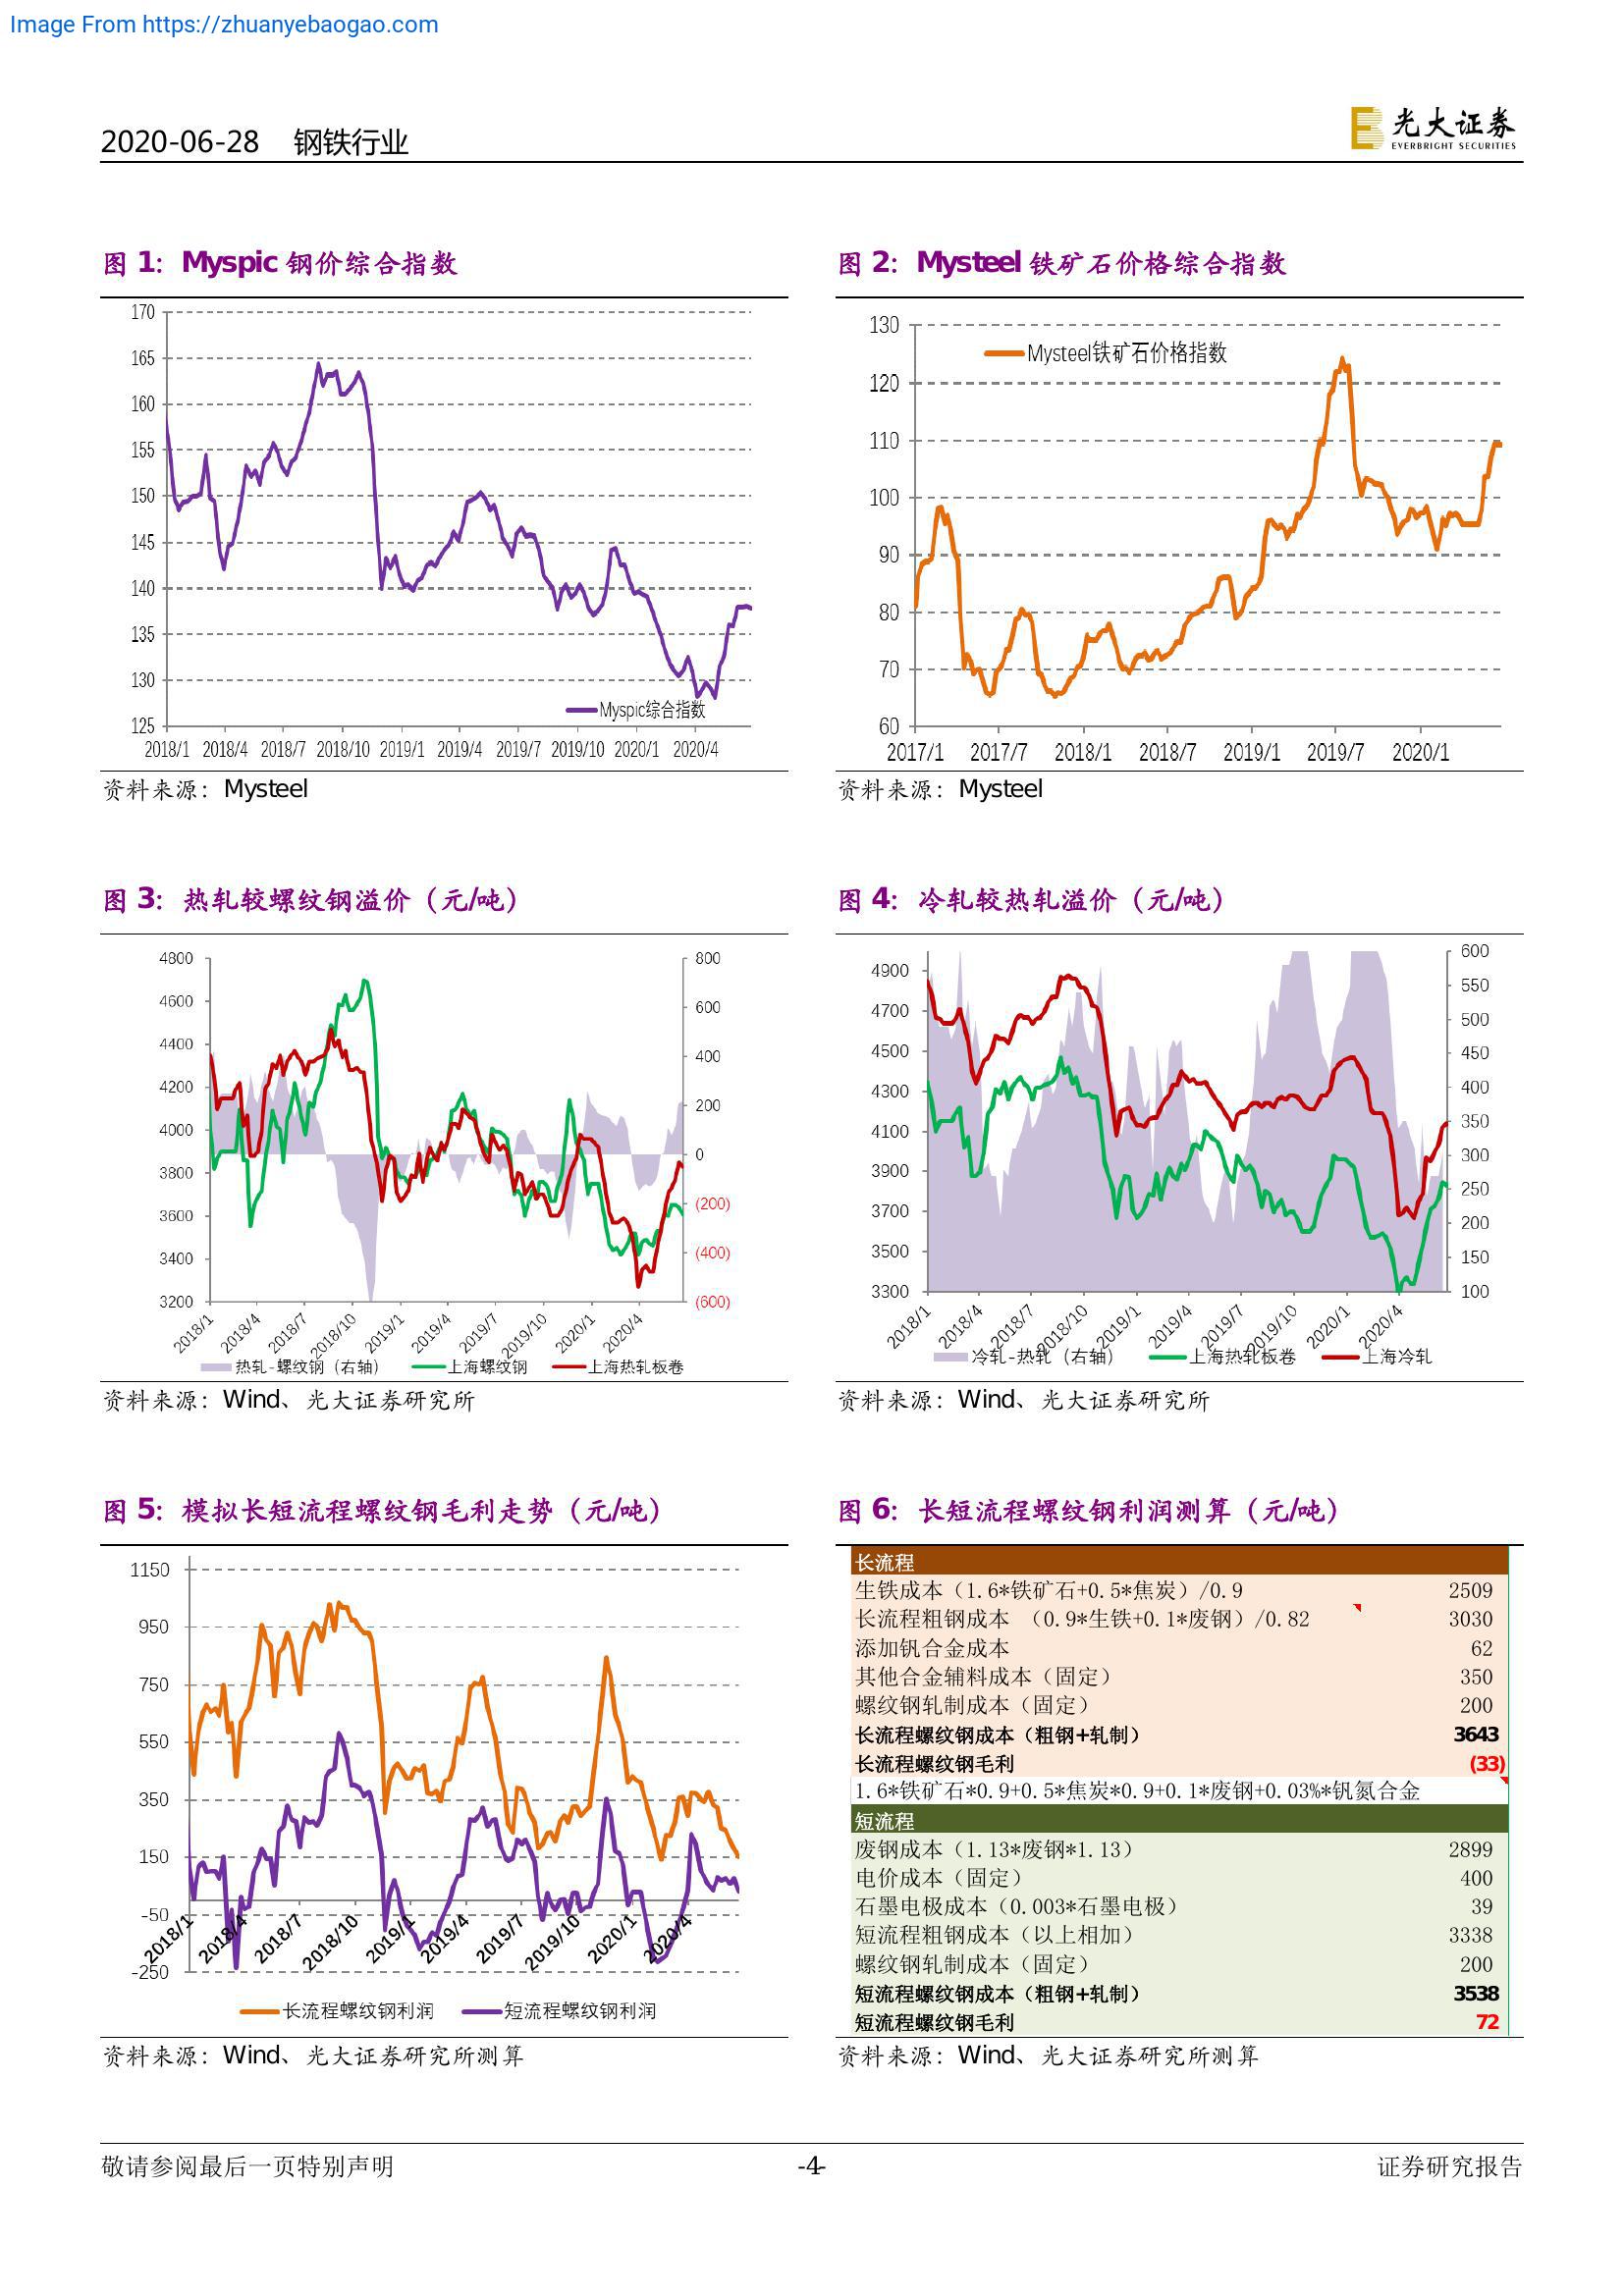 Image From https://zhuanyebaogao.com
2020-06-28 钢铁行业
光大证券
EVERBRIGHT SECURITIES
图 1：Myspic 钢价综合指数
170
165
160
155
150
145
140
135
130
125
Myspic综合指数
2018/1 2018/4 2018/7 2018/10 2019/1 2019/4 2019/7 2019/10 2020/1 2020/4
资料来源：Mysteel
图 2：Mysteel 铁矿石价格综合指数
130
120
110
100
90
80
70
60
Mysteel铁矿石价格指数
2017/1 2017/7 2018/1 2018/7 2019/1 2019/7 2020/1
资料来源：Mysteel
图 3：热轧较螺纹钢溢价（元/吨）
4800
4600
4400
4200
4000
3800
3600
3400
3200
800
600
400
200
0
(200)
(400)
(600)
2018/1 2018/4 2018/7 2018/10 2019/1 2019/4 2019/7 2019/10 2020/1 2020/4
热轧-螺纹钢（右轴） 上海螺纹钢 上海热轧板卷
资料来源：Wind、光大证券研究所
图 4：冷轧较热轧溢价（元/吨）
4900
4700
4500
4300
4100
3900
3700
3500
3300
600
550
500
450
400
350
300
250
200
150
100
2018/1 2018/4 2018/7 2018/10 2019/1 2019/4 2019/7 2019/10 2020/1 2020/4
冷轧-热轧（右轴） 上海热轧板卷 上海冷轧
资料来源：Wind、光大证券研究所
图 5：模拟长短流程螺纹钢毛利走势（元/吨）
1150
950
750
550
350
150
-50
-250
2018/1 2018/4 2018/7 2018/10 2019/1 2019/4 2019/7 2019/10 2020/1 2020/4
长流程螺纹钢利润 短流程螺纹钢利润
资料来源：Wind、光大证券研究所测算
图 6：长短流程螺纹钢利润测算（元/吨）
长流程
生铁成本（1.6*铁矿石+0.5*焦炭）/0.9 2509
长流程粗钢成本 （0.9*生铁+0.1*废钢）/0.82 3030
添加钒合金成本 62
其他合金辅料成本（固定） 350
螺纹钢轧制成本（固定） 200
长流程螺纹钢成本（粗钢+轧制） 3643
长流程螺纹钢毛利 (33)
1.6*铁矿石*0.9+0.5*焦炭*0.9+0.1*废钢+0.03%*钒氮合金
短流程
废钢成本（1.13*废钢*1.13） 2899
电价成本（固定） 400
石墨电极成本（0.003*石墨电极） 39
短流程粗钢成本（以上相加） 3338
螺纹钢轧制成本（固定） 200
短流程螺纹钢成本（粗钢+轧制） 3538
短流程螺纹钢毛利 72
资料来源：Wind、光大证券研究所测算
敬请参阅最后一页特别声明 -4- 证券研究报告